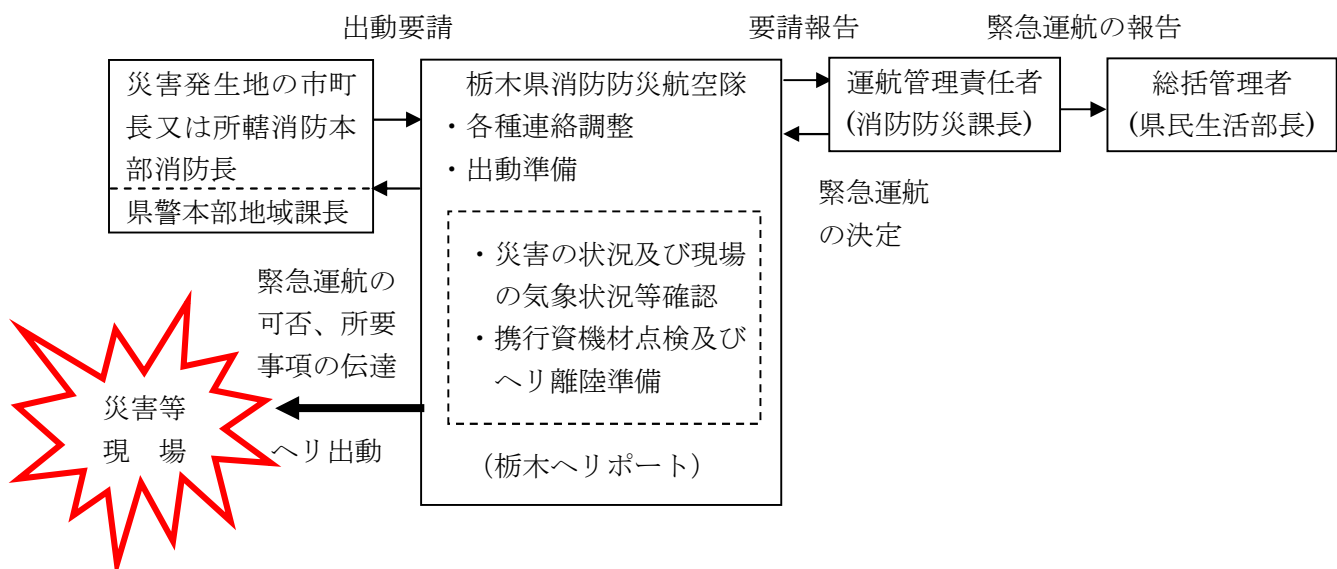 出動要請
要請報告
緊急運航の報告
災害発生地の市町
長又は所轄消防本
部消防長
県警本部地域課長
栃木県消防防災航空隊
・各種連絡調整
・出動準備
・災害の状況及び現場
の気象状況等確認
・携行資機材点検及び
ヘリ離陸準備
（栃木ヘリポート）
運航管理責任者
(消防防災課長)
総括管理者
(県民生活部長)
緊急運航
の決定
緊急運航の
可否、所要
事項の伝達
ヘリ出動
災害等
現　場